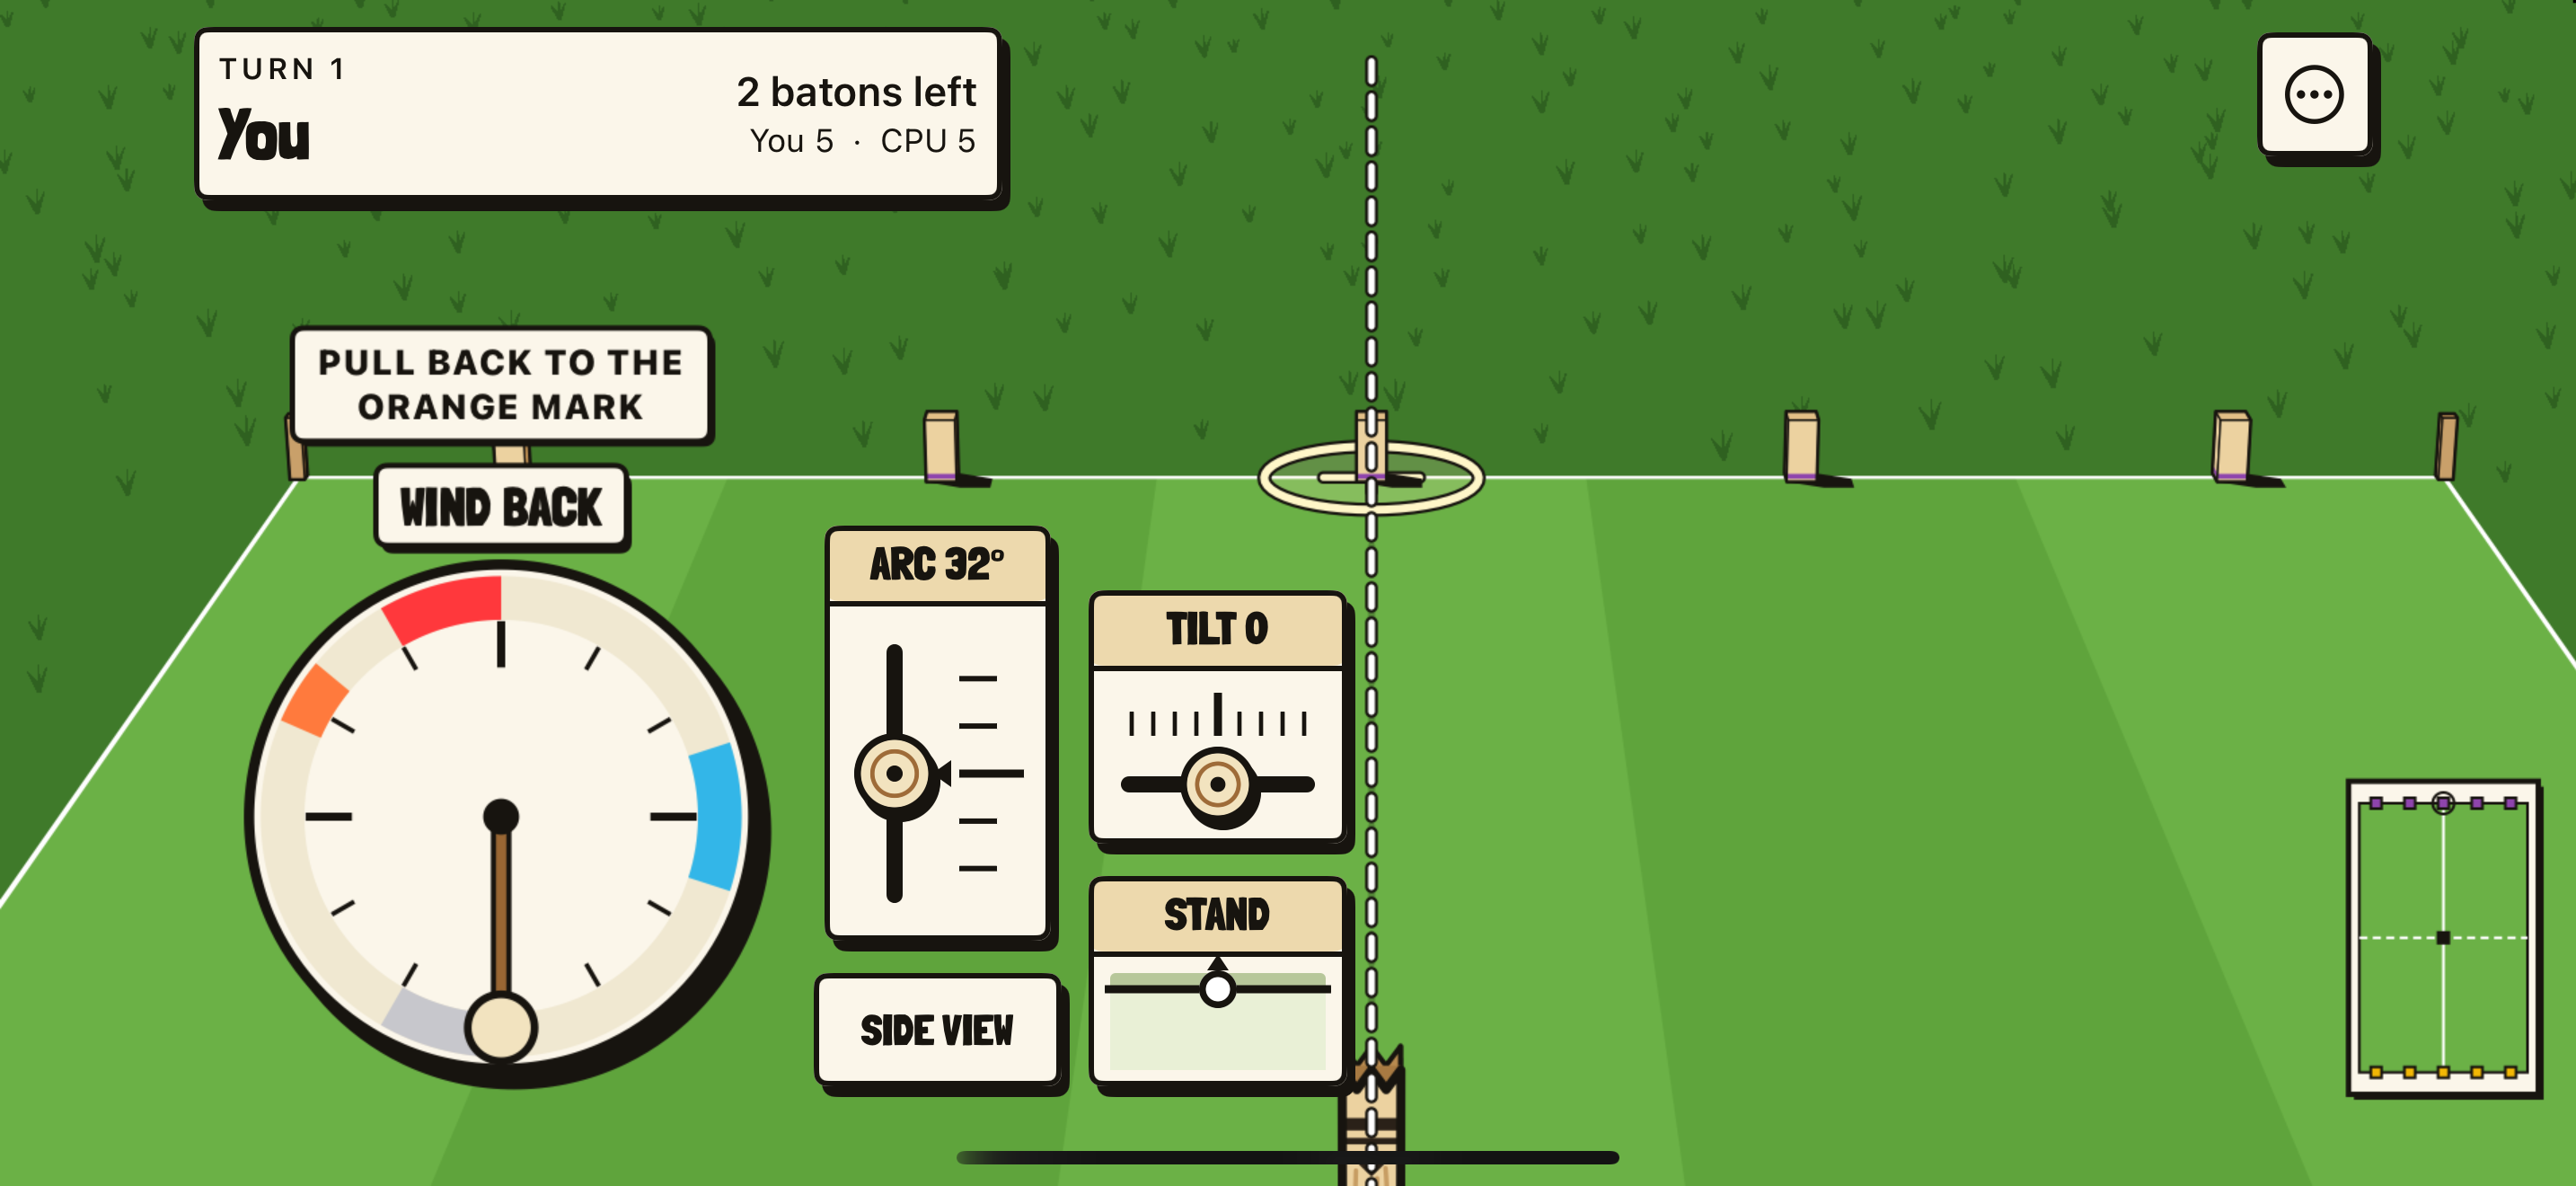 TURN 1
You
2 batons left
You 5 · CPU 5
PULL BACK TO THE
ORANGE MARK
WIND BACK
ARC 32°
TILT 0
STAND
SIDE VIEW